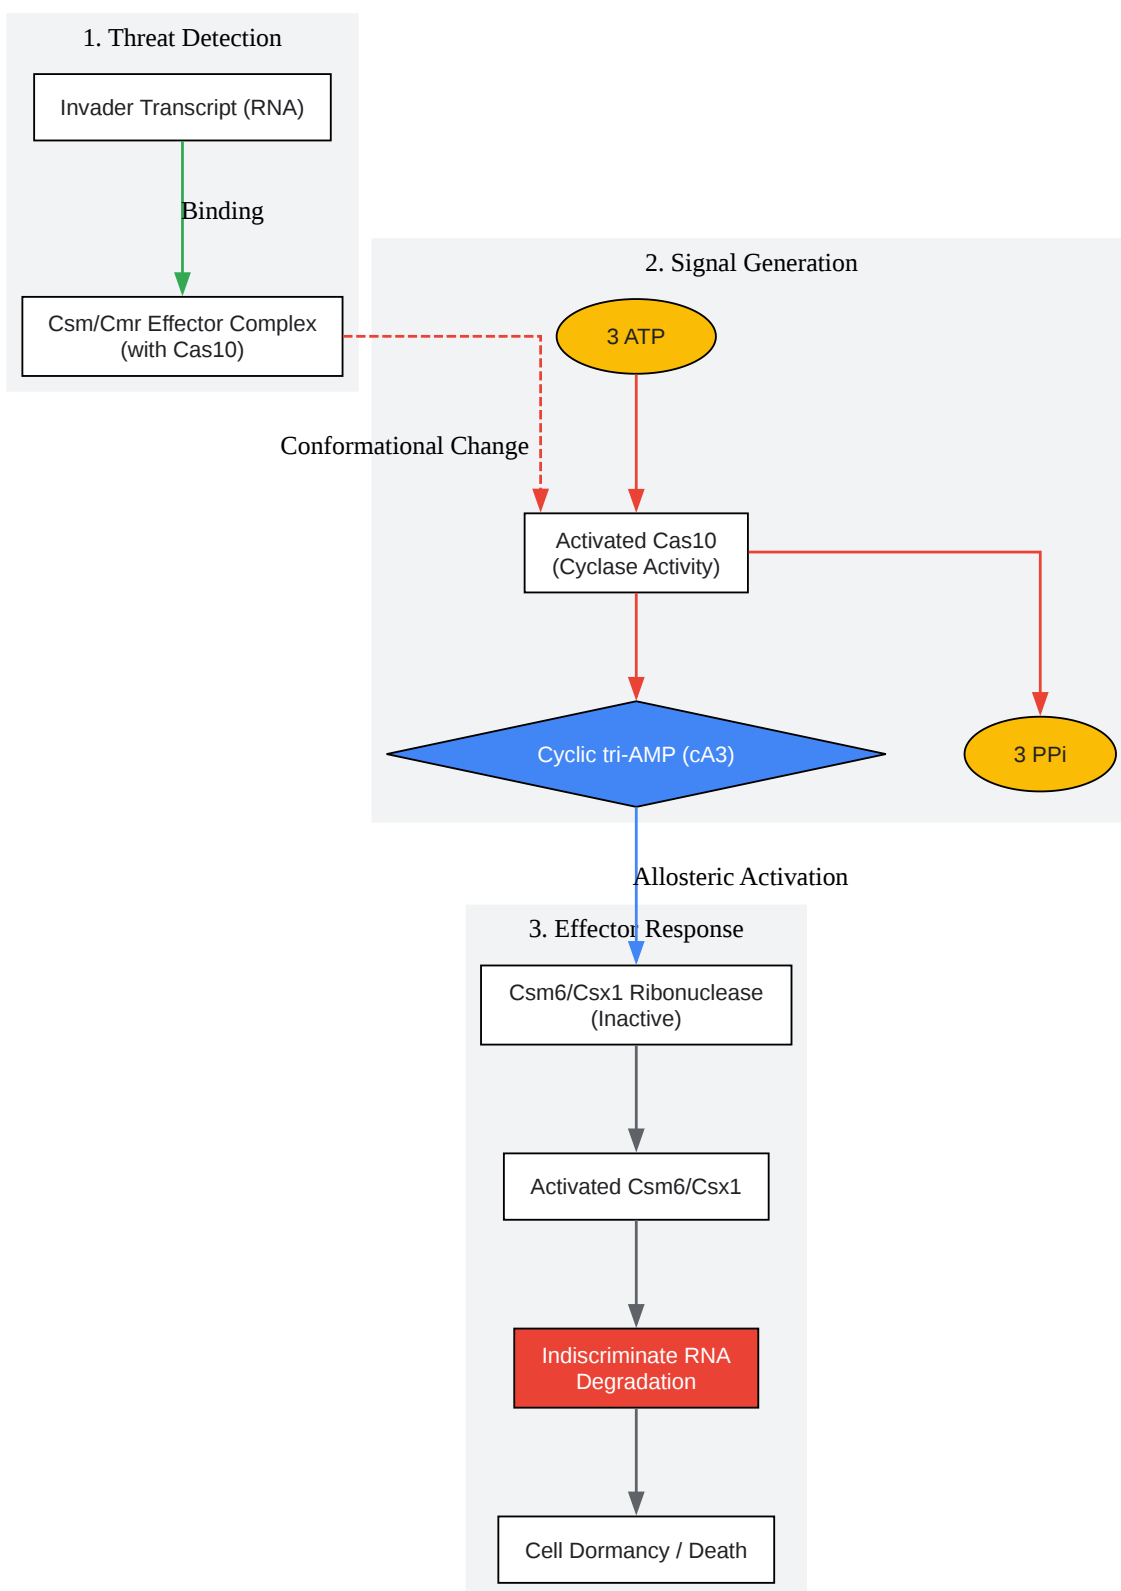 1. Threat Detection
Invader Transcript (RNA)
Binding
Csm/Cmr Effector Complex
(with Cas10)
2. Signal Generation
3 ATP
Conformational Change
Activated Cas10
(Cyclase Activity)
Cyclic tri-AMP (cA3)
3 PPi
Allosteric Activation
3. Effector Response
Csm6/Csx1 Ribonuclease
(Inactive)
Activated Csm6/Csx1
Indiscriminate RNA
Degradation
Cell Dormancy / Death